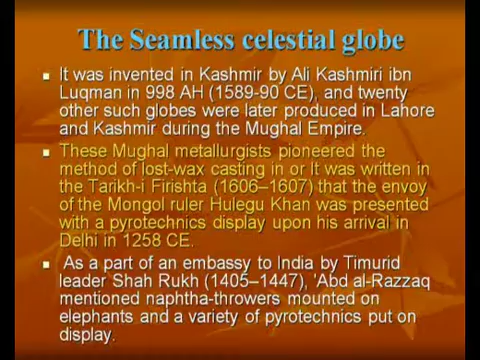 The Seamless celestial globe
It was invented in Kashmir by Ali Kashmiri ibn
Luqman in 998 AH (1589-90 CE), and twenty
other such globes were later produced in Lahore
and Kashmir during the Mughal Empire.
These Mughal metallurgists pioneered the
method of lost-wax casting in or It was written in
the Tarikh-i Firishta (1606–1607) that the envoy
of the Mongol ruler Hulegu Khan was presented
with a pyrotechnics display upon his arrival in
Delhi in 1258 CE.
As a part of an embassy to India by Timurid
leader Shah Rukh (1405–1447), 'Abd al-Razzaq
mentioned naphtha-throwers mounted on
elephants and a variety of pyrotechnics put on
display.